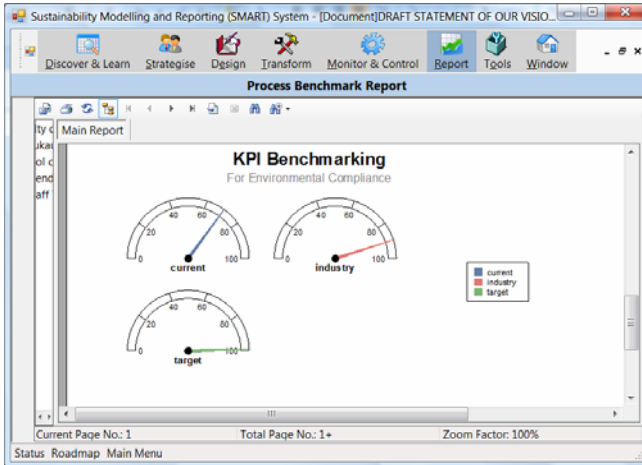 Sustainability Modelling and Reporting (SMART) System - [Document]DRAFT STATEMENT OF OUR VISIO...
Discover & Learn Strategise Design Transform Monitor & Control Report Tools Window
Process Benchmark Report
Main Report
KPI Benchmarking
For Environmental Compliance
0 20 40 60 80 100
current
0 20 40 60 80 100
industry
current
industry
target
0 20 40 60 80 100
target
Current Page No.: 1 Total Page No.: 1+ Zoom Factor: 100%
Status Roadmap Main Menu